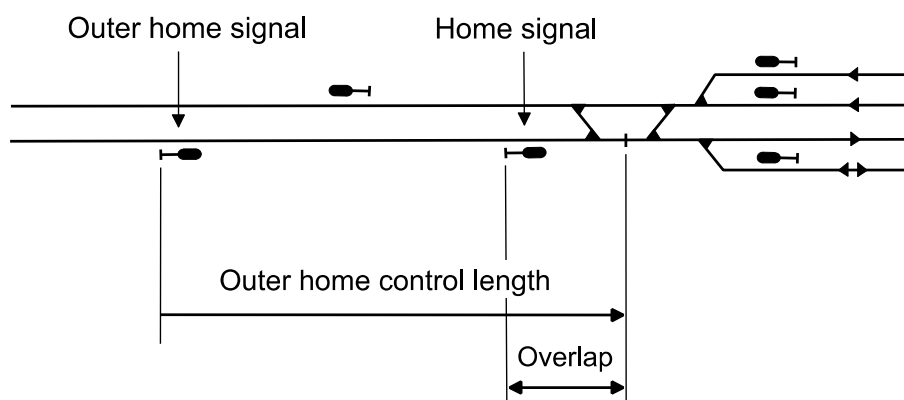 Outer home signal
Home signal
Outer home control length
Overlap